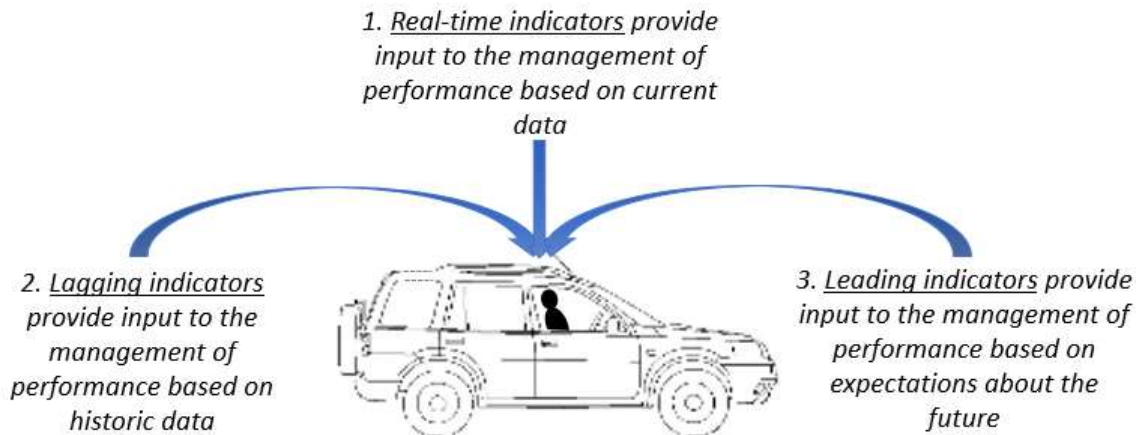 1. Real-time indicators provide
input to the management of
performance based on current
data
2. Lagging indicators
provide input to the
management of
performance based on
historic data
3. Leading indicators provide
input to the management of
performance based on
expectations about the
future